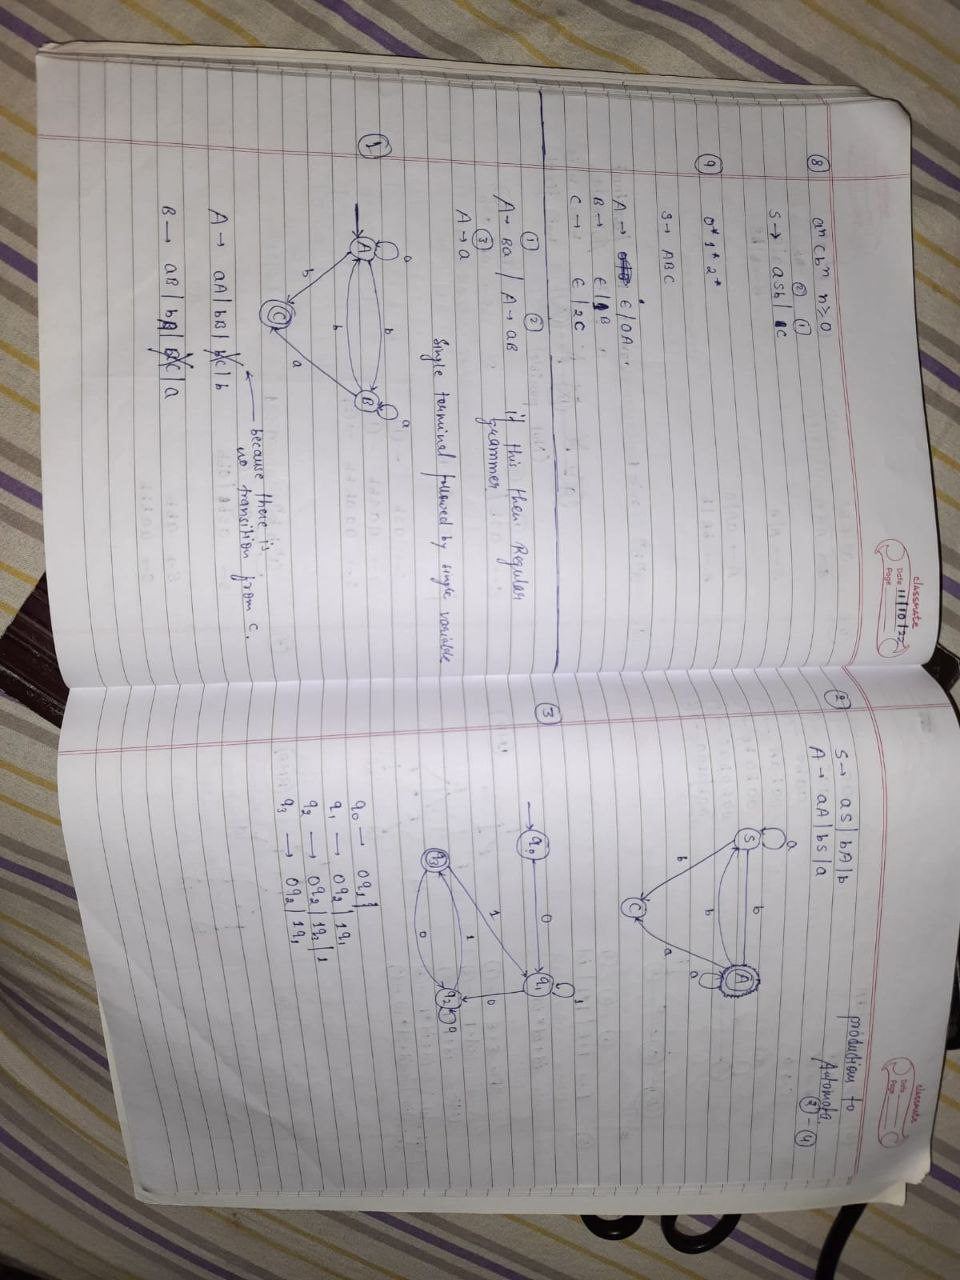 classmate
Date 11/10/22
Page
⑧ aⁿ c bⁿ n ≥ 0
② ①
S → aSb | C
⑨ 0* 1* 2*
S → ABC
A → ε / 0A
B → ε / 1B
C → ε / 2C
① ②
A → Ba / A → aB if this then Regular
grammer
③
A → a
Single terminal followed by single variable
①
a
b
a
A
B
b
b
a
C
A → aA | bB | bC | b
because there is
no transition from C.
B → aB | bA | aC | a
classmate
Date
Page
production to
Automata
② - ④
② S → aS | bA | b
A → aA | bS | a
a
b
S
A
b
a
b
a
C
③
1
q₀
0
q₁
1
0
1
q₃
q₂
0
0
q₀ → 0q₁
q₁ → 0q₂ | 1q₁
q₂ → 0q₂ | 1q₃ | 1
q₃ → 0q₂ | 1q₁